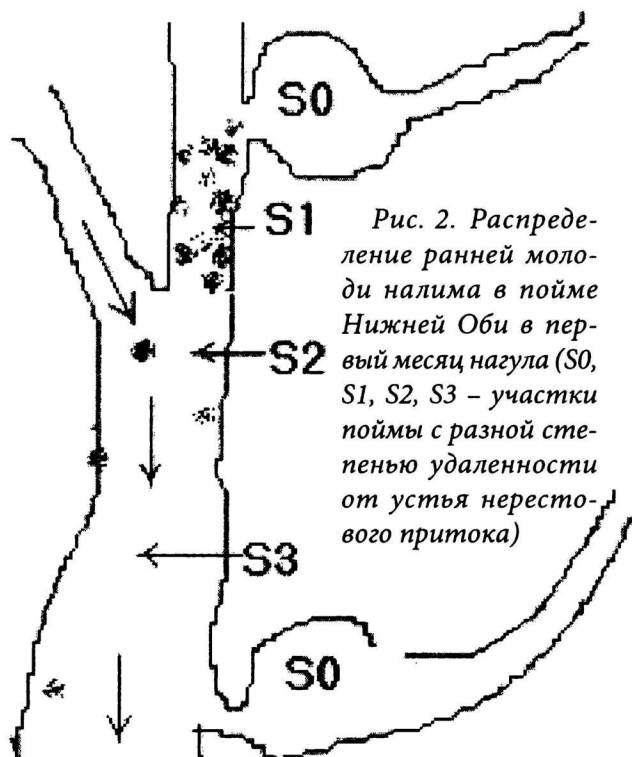 S0
S1
Рис. 2. Распреде-
ление ранней моло-
ди налима в пойме
Нижней Оби в пер-
вый месяц нагула (S0,
S1, S2, S3 – участки
поймы с разной сте-
пенью удаленности
от устья нересто-
вого притока)
S2
S3
S0